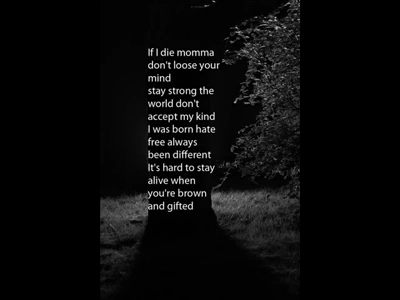 If I die momma
don't loose your
mind
stay strong the
world don't
accept my kind
I was born hate
free always
been different
It's hard to stay
alive when
you're brown
and gifted